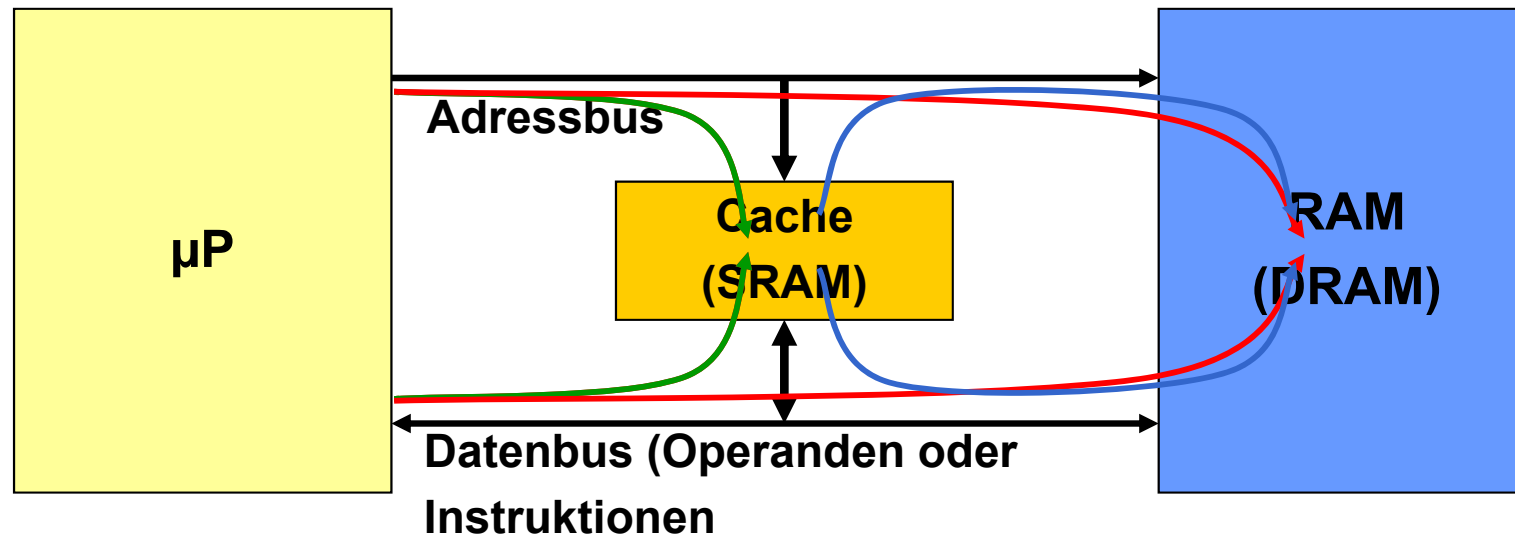 Adressbus
µP
Cache
(SRAM)
RAM
(DRAM)
Datenbus (Operanden oder
Instruktionen